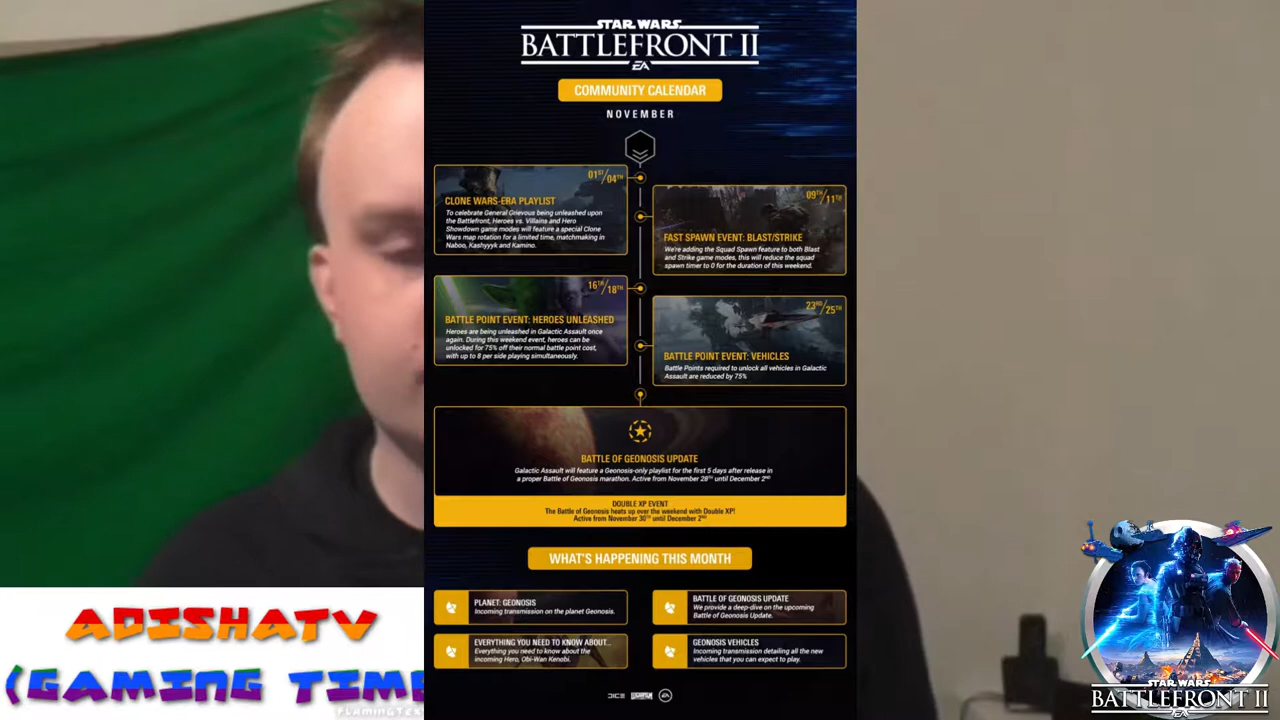 STAR WARS
BATTLEFRONT II
EA
COMMUNITY CALENDAR
NOVEMBER
01ST/04TH
CLONE WARS-ERA PLAYLIST
To celebrate General Grievous being unleashed upon
the Battlefront, Heroes vs. Villains and Hero
Showdown game modes will feature a special Clone
Wars map rotation for a limited time, matchmaking in
Naboo, Kashyyyk and Kamino.
09TH/11TH
FAST SPAWN EVENT: BLAST/STRIKE
We're adding the Squad Spawn feature to both Blast
and Strike game modes, this will reduce the squad
spawn timer to 0 for the duration of this weekend.
16TH/18TH
BATTLE POINT EVENT: HEROES UNLEASHED
Heroes are being unleashed in Galactic Assault once
again. During this weekend event, heroes can be
unlocked for 75% off their normal battle point cost,
with up to 8 per side playing simultaneously.
23RD/25TH
BATTLE POINT EVENT: VEHICLES
Battle Points required to unlock all vehicles in Galactic
Assault are reduced by 75%
BATTLE OF GEONOSIS UPDATE
Galactic Assault will feature a Geonosis-only playlist for the first 5 days after release in
a proper Battle of Geonosis marathon. Active from November 28TH until December 2ND
DOUBLE XP EVENT
The Battle of Geonosis heats up over the weekend with Double XP!
Active from November 30TH until December 2ND
WHAT'S HAPPENING THIS MONTH
PLANET: GEONOSIS
Incoming transmission on the planet Geonosis.
BATTLE OF GEONOSIS UPDATE
We provide a deep-dive on the upcoming
Battle of Geonosis Update.
EVERYTHING YOU NEED TO KNOW ABOUT...
Everything you need to know about the
incoming Hero, Obi-Wan Kenobi.
GEONOSIS VEHICLES
Incoming transmission detailing all the new
vehicles that you can expect to play.
DICE
LUCASFILM
EA
ADISHATV
(GAMING TIME
FLAMINGTEX
STAR WARS
BATTLEFRONT II
EA